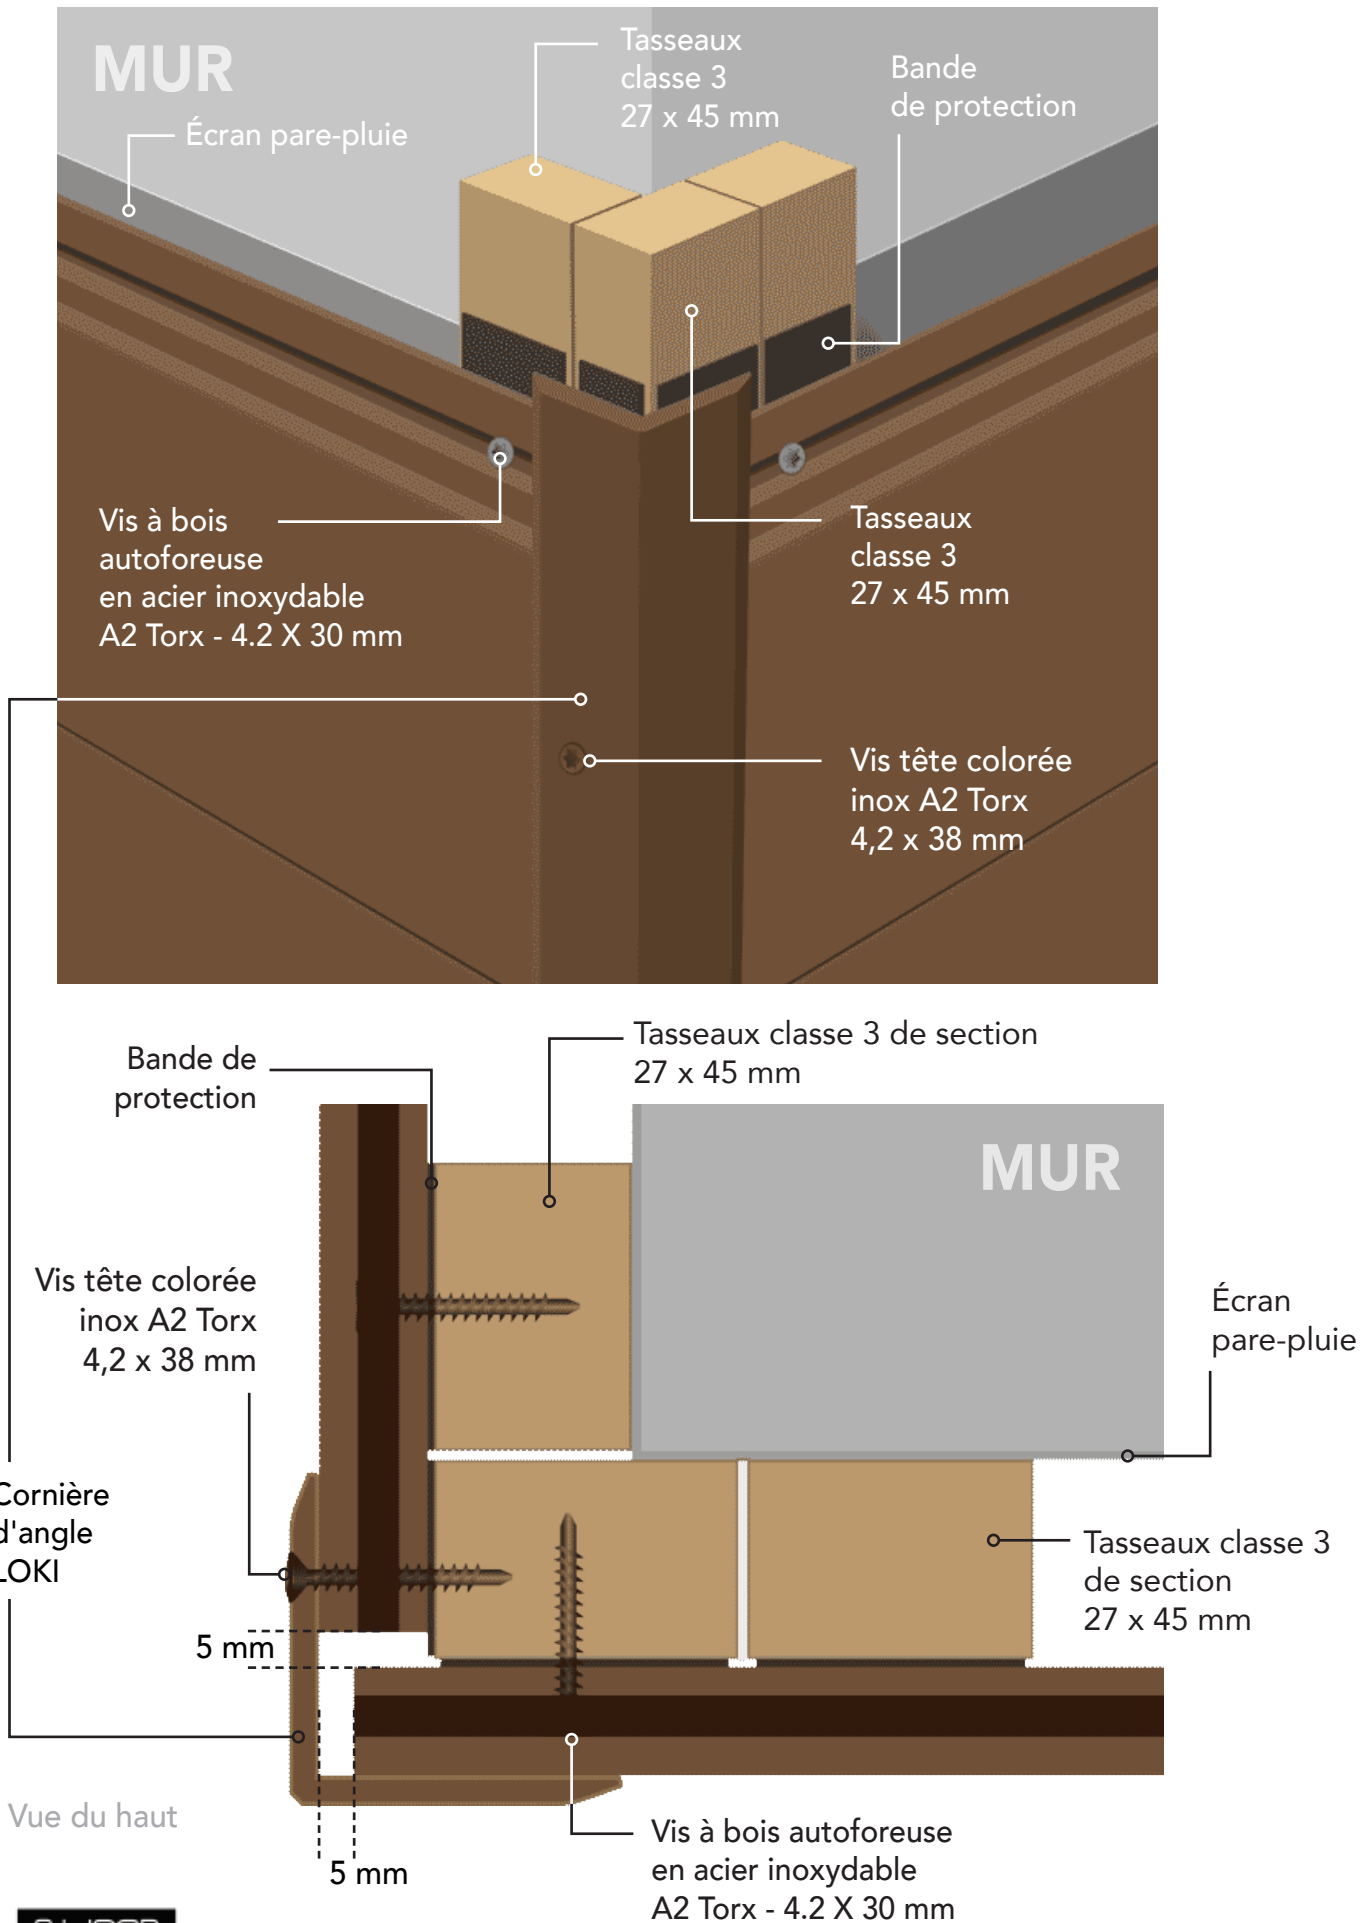 MUR
Tasseaux
classe 3
27 x 45 mm
Bande
de protection
Écran pare-pluie
Vis à bois
autoforeuse
en acier inoxydable
A2 Torx - 4.2 X 30 mm
Tasseaux
classe 3
27 x 45 mm
Vis tête colorée
inox A2 Torx
4,2 x 38 mm
Bande de
protection
Tasseaux classe 3 de section
27 x 45 mm
MUR
Vis tête colorée
inox A2 Torx
4,2 x 38 mm
Écran
pare-pluie
Cornière
d'angle
LOKI
Tasseaux classe 3
de section
27 x 45 mm
5 mm
Vue du haut
5 mm
Vis à bois autoforeuse
en acier inoxydable
A2 Torx - 4.2 X 30 mm